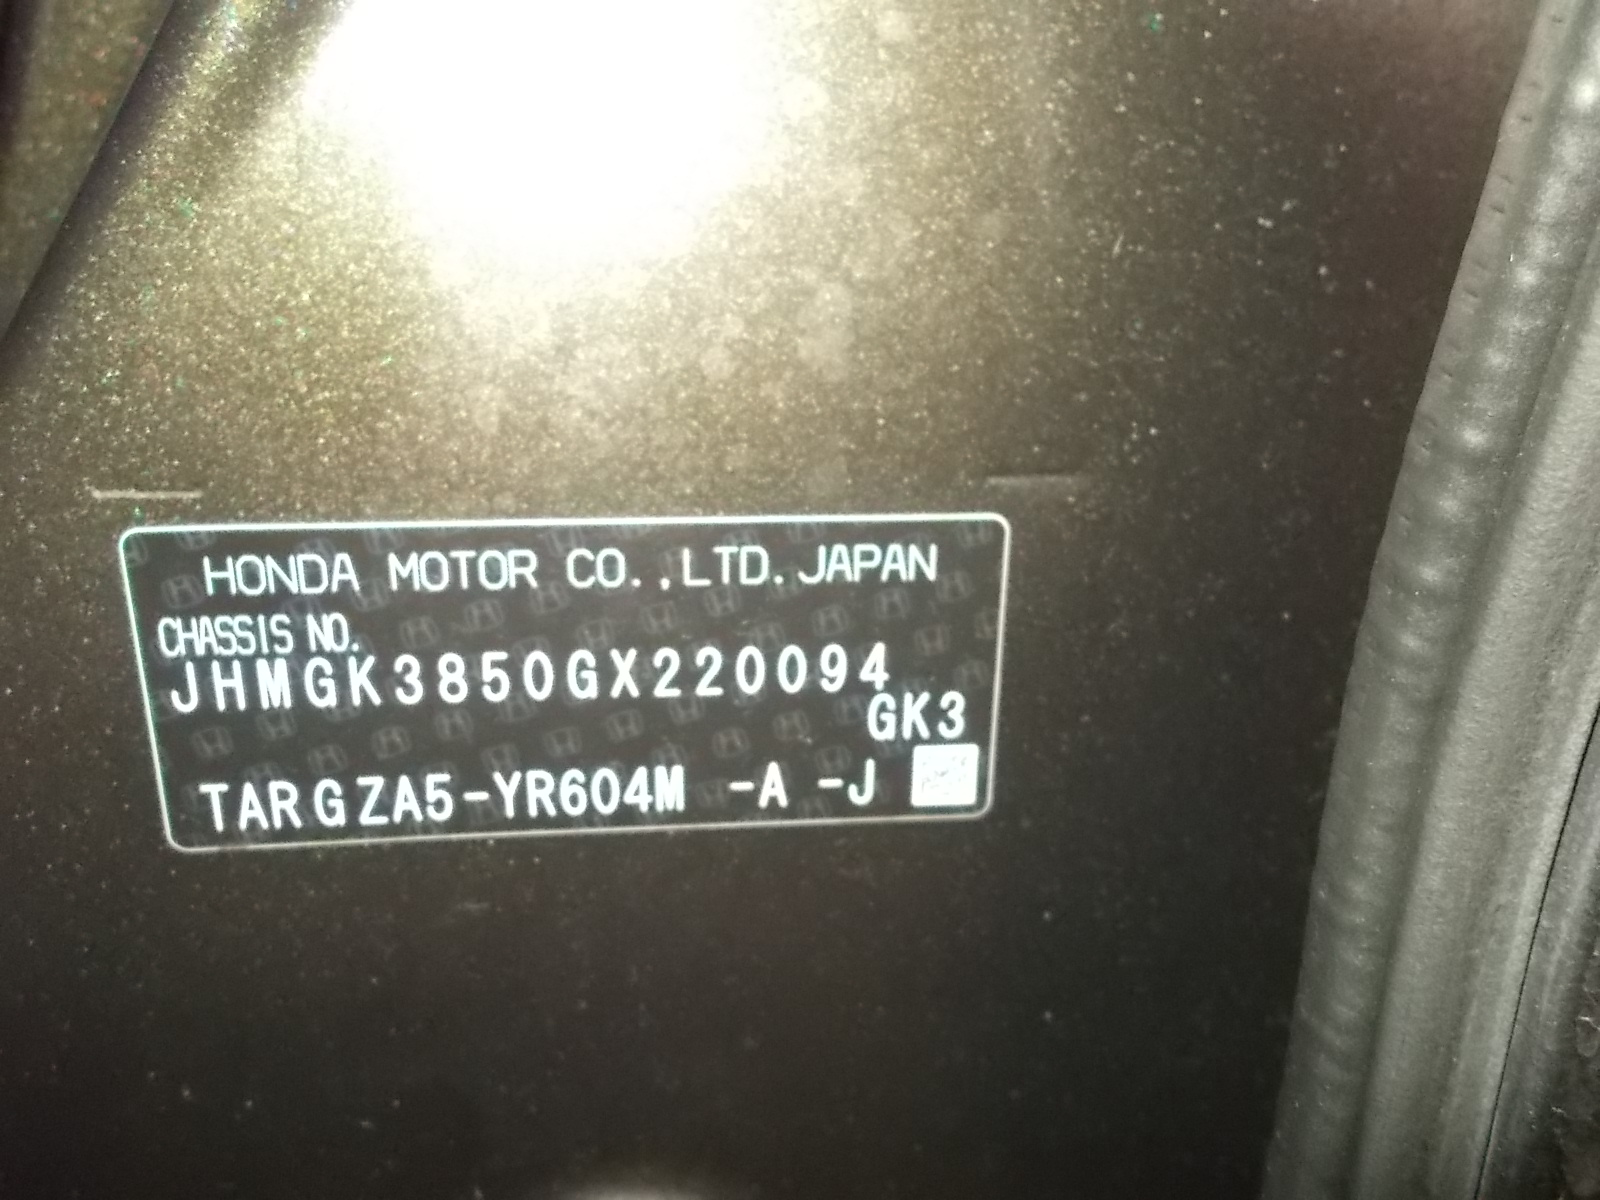 HONDA MOTOR CO.,LTD.JAPAN
CHASSIS NO.
JHMGK3850GX220094
GK3
TARGZA5-YR604M -A -J